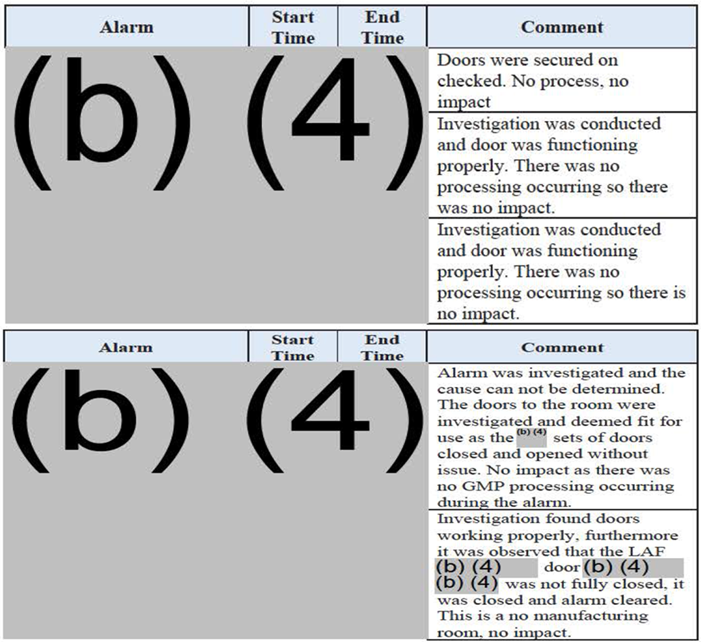 Alarm Start Time End Time Comment
(b) (4)
Doors were secured on
checked. No process, no
impact
Investigation was conducted
and door was functioning
properly. There was no
processing occurring so there
was no impact.
Investigation was conducted
and door was functioning
properly. There was no
processing occurring so there is
no impact.
Alarm Start Time End Time Comment
(b) (4)
Alarm was investigated and the
cause can not be determined.
The doors to the room were
investigated and deemed fit for
use as the (b) (4) sets of doors
closed and opened without
issue. No impact as there was
no GMP processing occurring
during the alarm.
Investigation found doors
working properly, furthermore
it was observed that the LAF
(b) (4) door (b) (4)
(b) (4) was not fully closed, it
was closed and alarm cleared.
This is a no manufacturing
room, no impact.